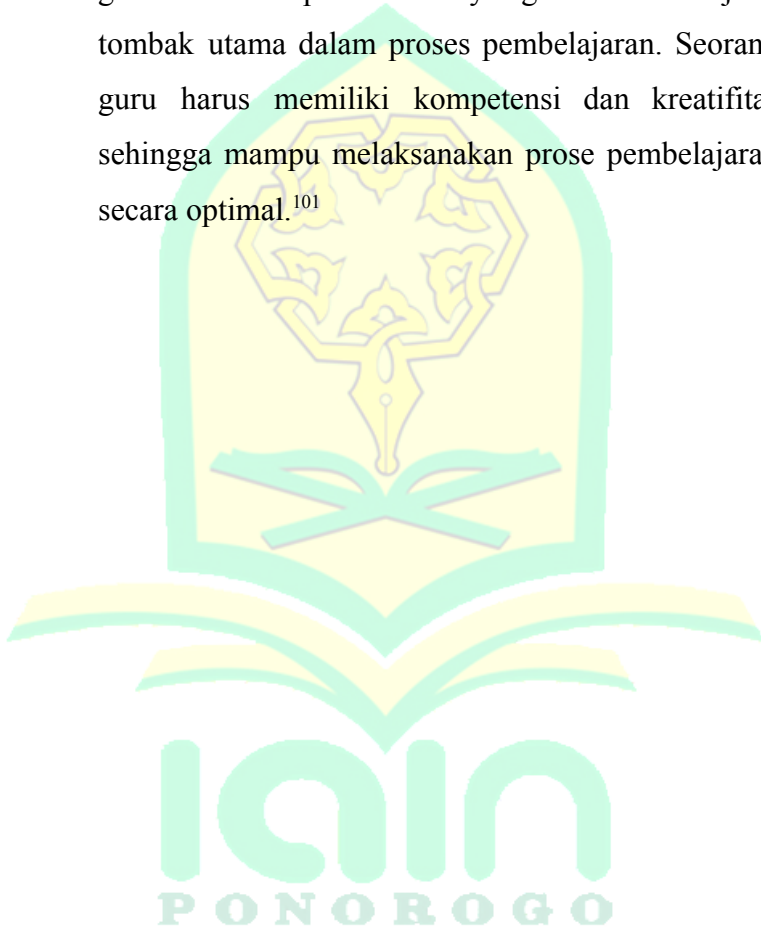 tombak utama dalam proses pembelajaran. Seoran
guru harus memiliki kompetensi dan kreatifita
sehingga mampu melaksanakan prose pembelajara
secara optimal.101
iain
PONOROGO